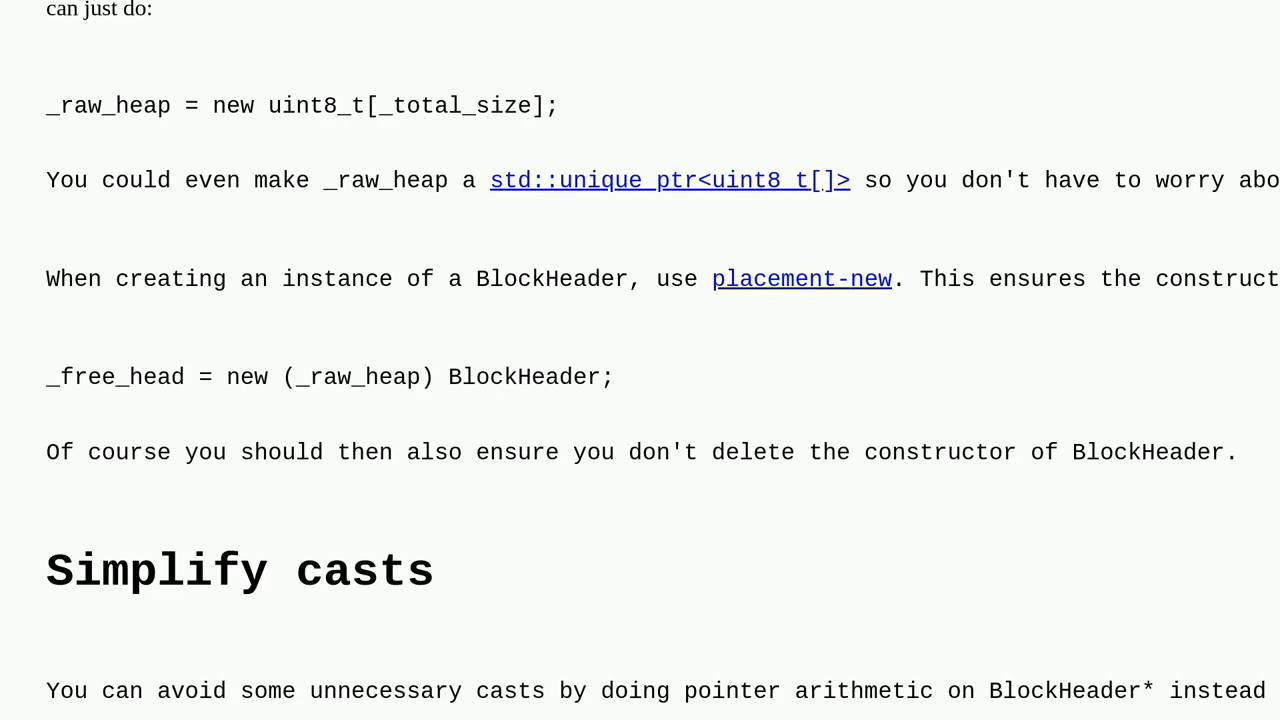 can just do:
_raw_heap = new uint8_t[_total_size];
You could even make _raw_heap a std::unique_ptr<uint8_t[]> so you don't have to worry abo
When creating an instance of a BlockHeader, use placement-new. This ensures the construct
_free_head = new (_raw_heap) BlockHeader;
Of course you should then also ensure you don't delete the constructor of BlockHeader.
Simplify casts
You can avoid some unnecessary casts by doing pointer arithmetic on BlockHeader* instead